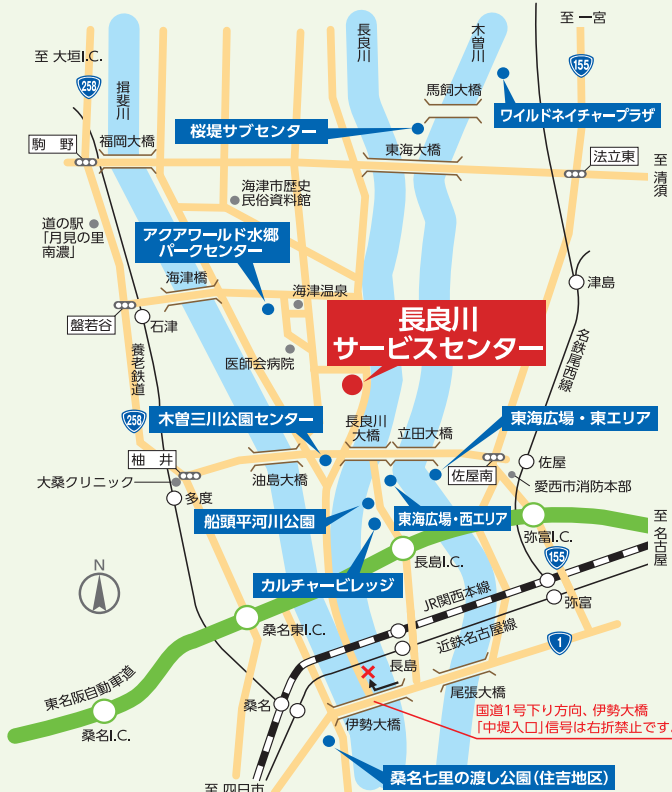 至 大垣I.C.
258
揖斐川
長良川
木曽川
至 一宮
155
馬飼大橋
ワイルドネイチャープラザ
桜堤サブセンター
駒 野
福岡大橋
東海大橋
法立東
至 清須
海津市歴史
民俗資料館
道の駅
「月見の里
南濃」
アクアワールド水郷
パークセンター
海津橋
海津温泉
津島
盤若谷
石津
長良川
サービスセンター
名鉄尾西線
養老鉄道
医師会病院
258
木曽三川公園センター
長良川
大橋
立田大橋
東海広場・東エリア
袖 井
油島大橋
佐屋南
佐屋
大桑クリニック
多度
愛西市消防本部
船頭平河川公園
東海広場・西エリア
弥富I.C.
至 名古屋
N
カルチャービレッジ
長島I.C.
155
JR関西本線
弥富
桑名東I.C.
近鉄名古屋線
1
長島
東名阪自動車道
桑名
尾張大橋
桑名I.C.
伊勢大橋
国道1号下り方向、伊勢大橋
「中堤入口」信号は右折禁止です。
桑名七里の渡し公園(住吉地区)
至 四日市